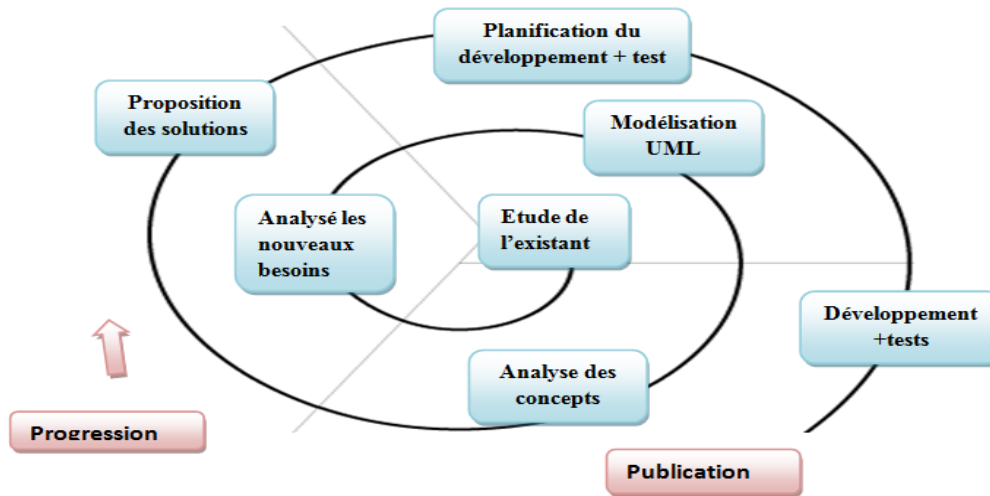 Planification du
développement + test
Proposition
des solutions
Modélisation
UML
Analysé les
nouveaux
besoins
Etude de
l’existant
Développement
+tests
Analyse des
concepts
Progression
Publication